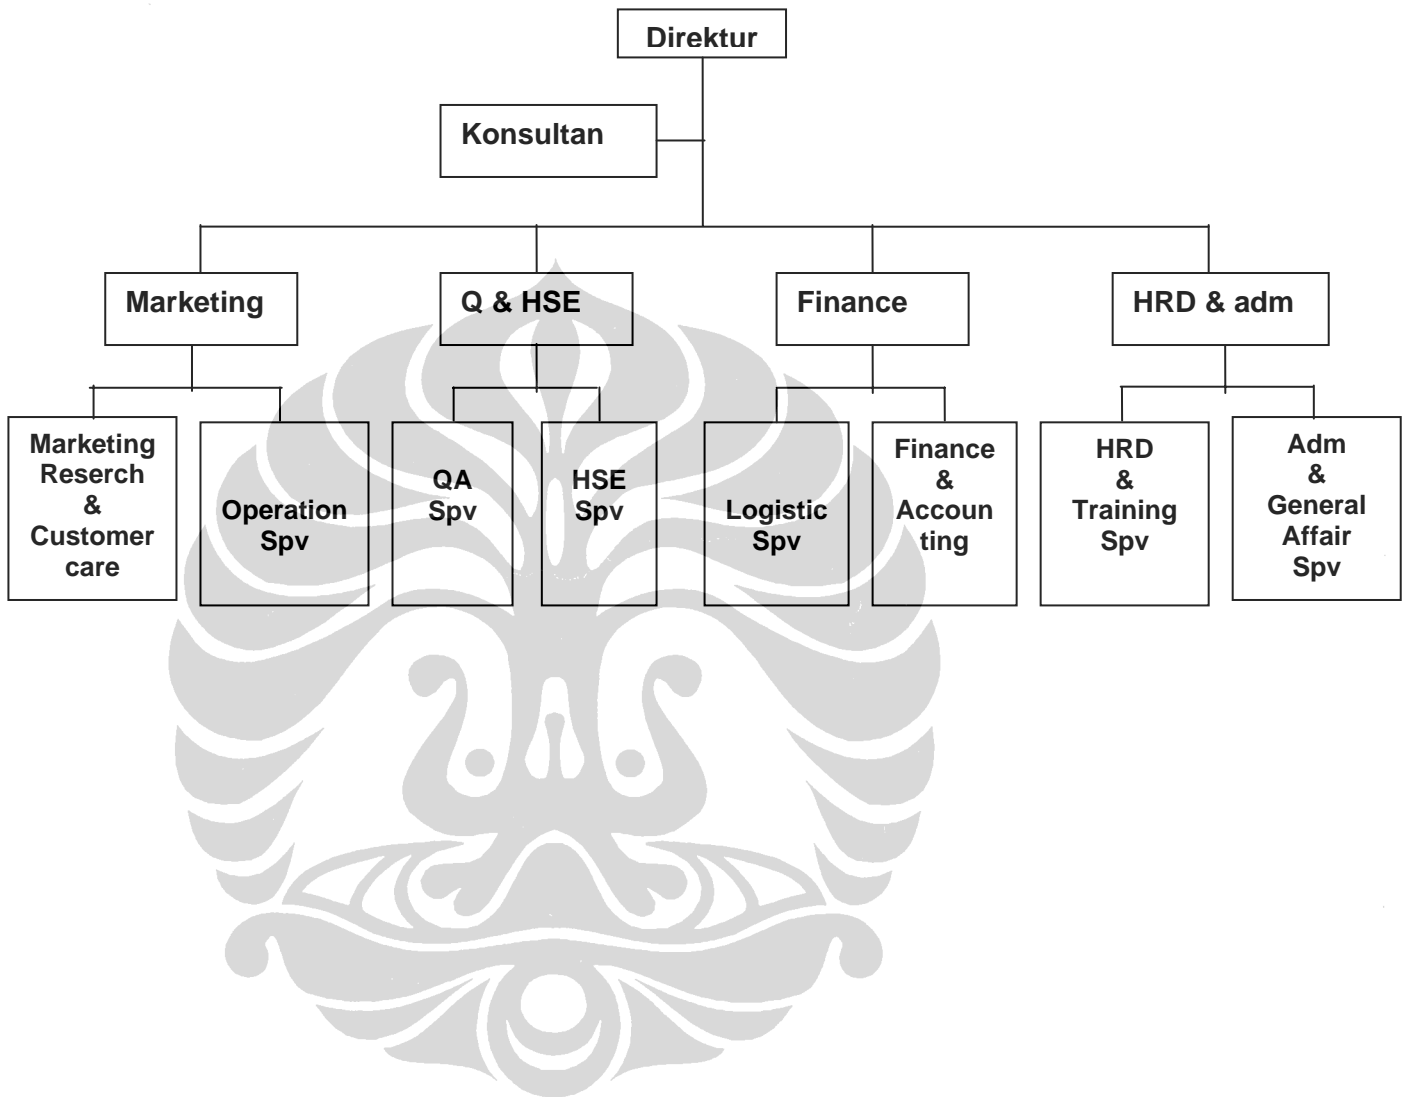 Direktur
Konsultan
Marketing
Q & HSE
Finance
HRD & adm
Marketing
Reserch
&
Customer
care
Operation
Spv
QA
Spv
HSE
Spv
Logistic
Spv
Finance
&
Accoun
ting
HRD
&
Training
Spv
Adm
&
General
Affair
Spv